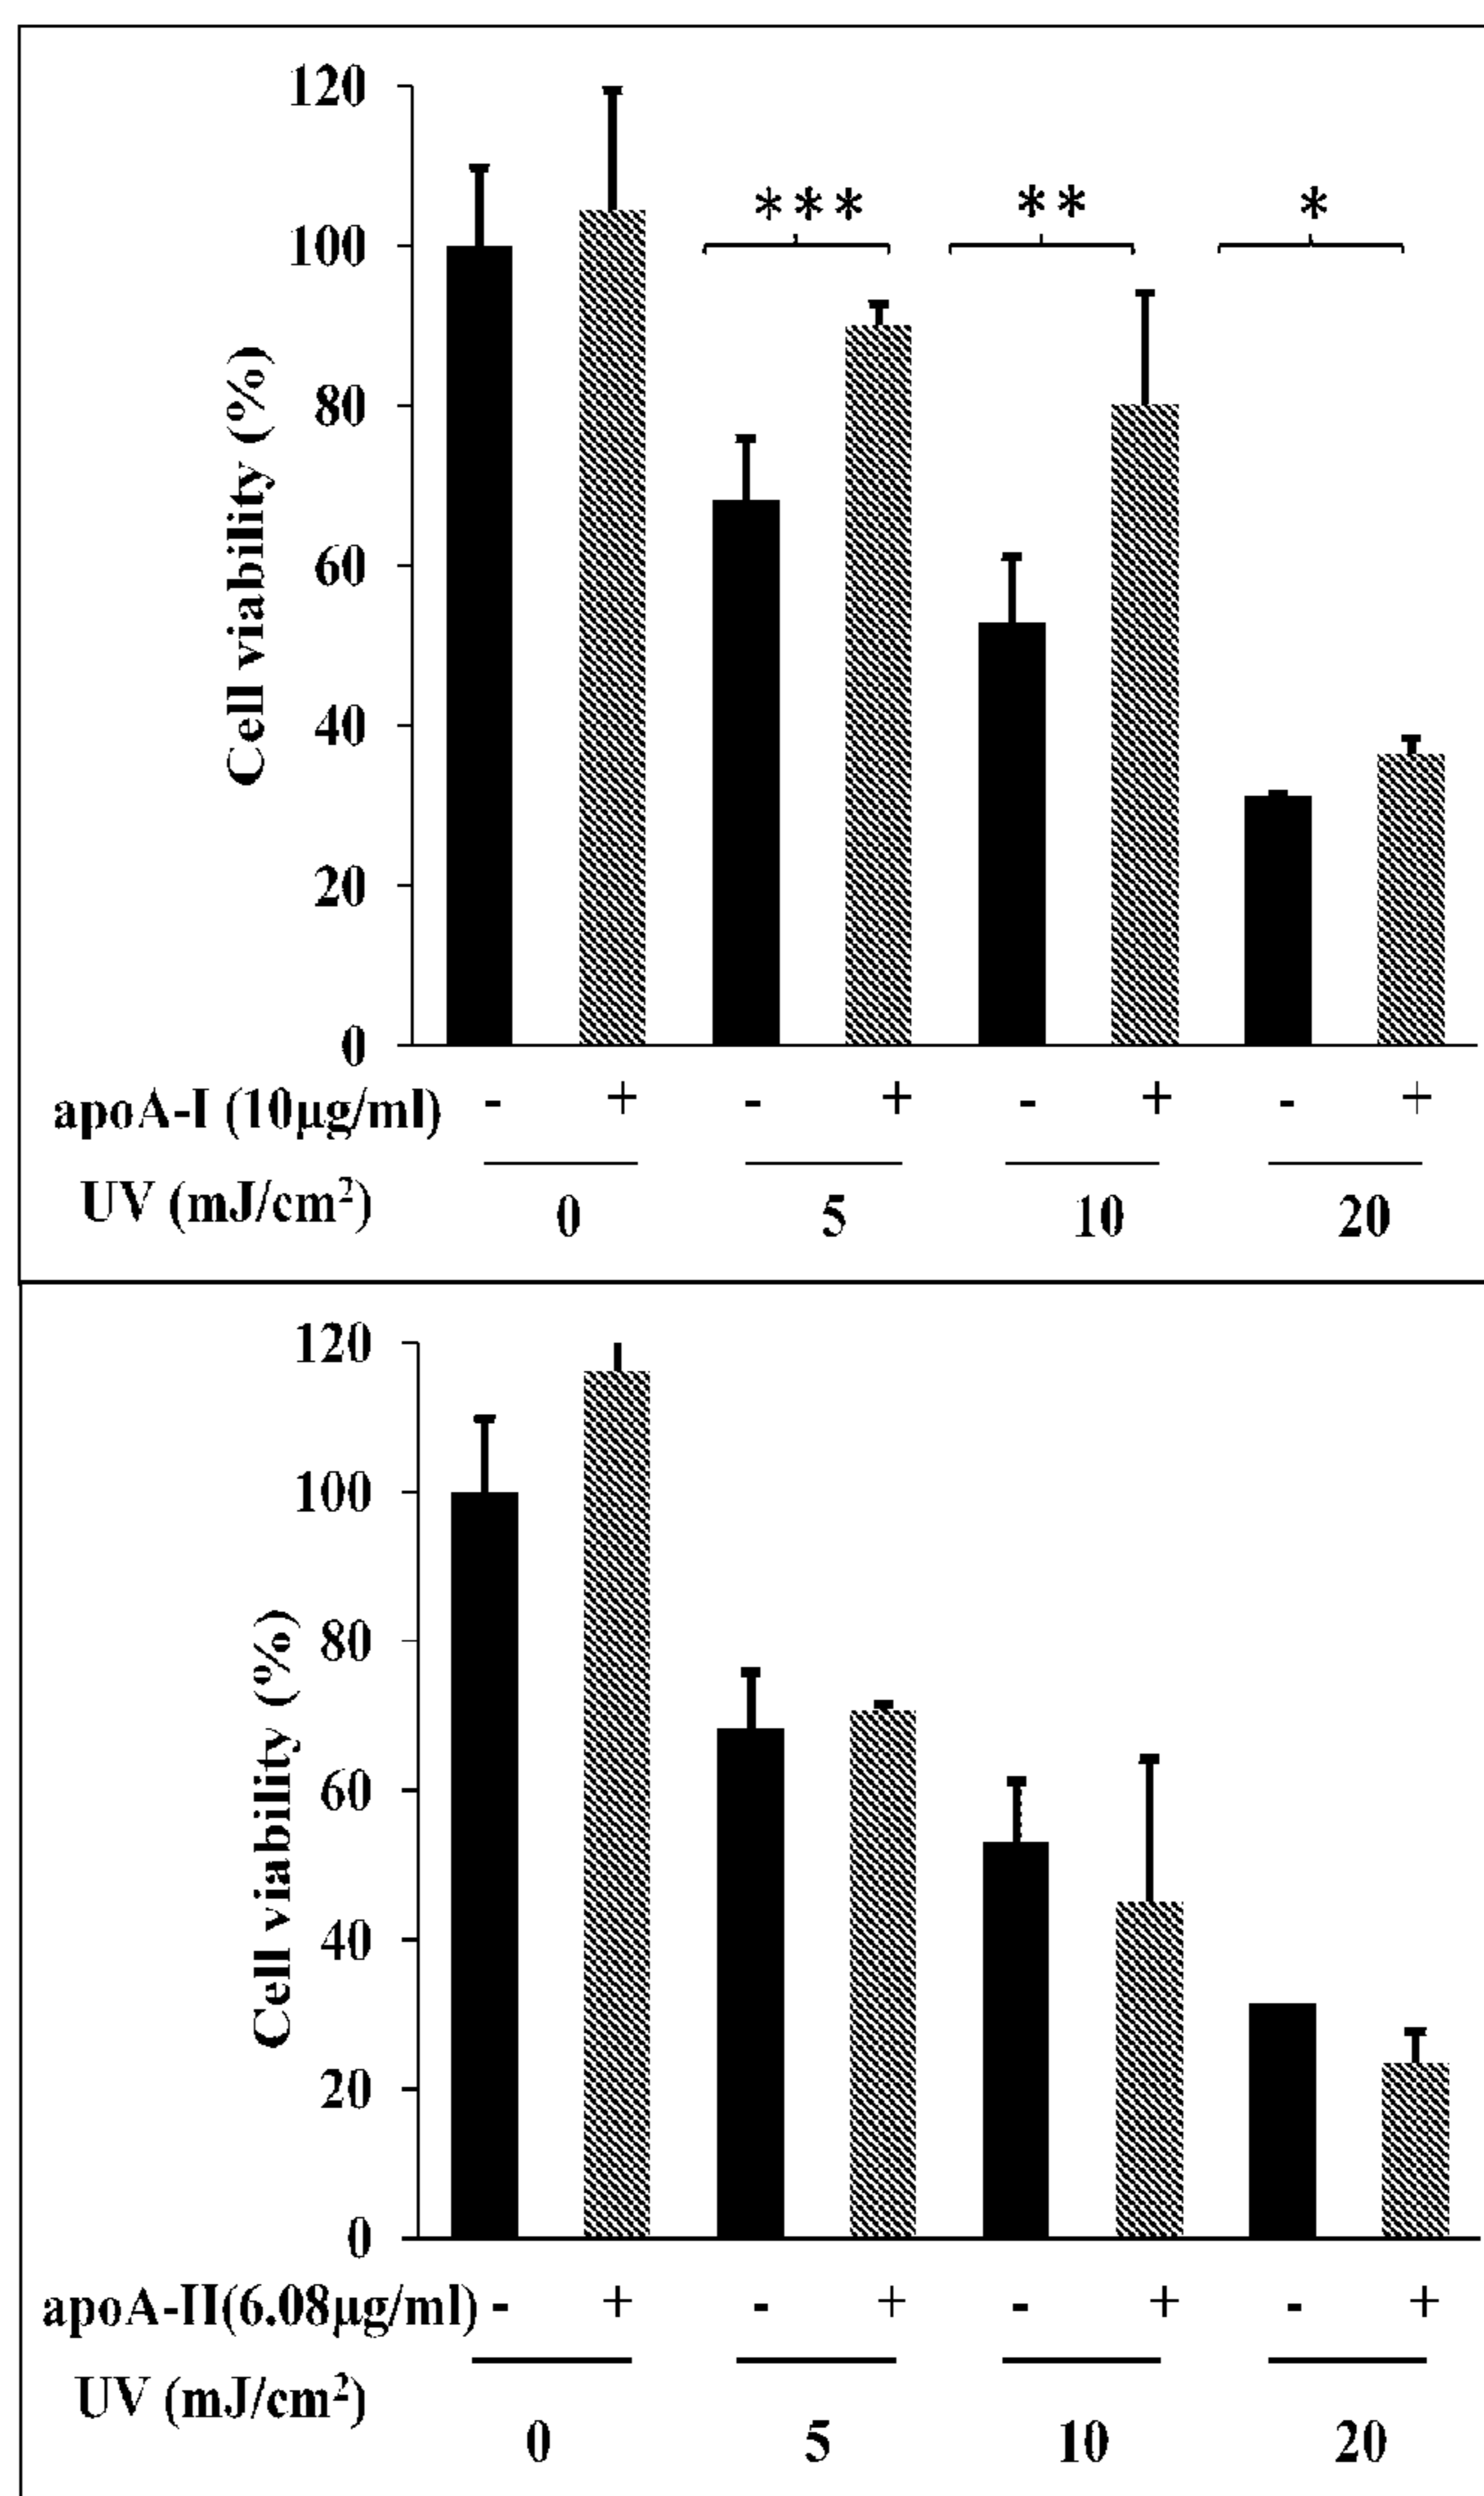 120
*** ** *
100
80
60
40
20
0
Cell viability (%)
apoA-I (10µg/ml) - + - + - + - +
UV (mJ/cm²)
0 5 10 20
120
100
80
60
40
20
0
Cell viability (%)
apoA-II(6.08µg/ml) - + - + - + - +
UV (mJ/cm²)
0 5 10 20